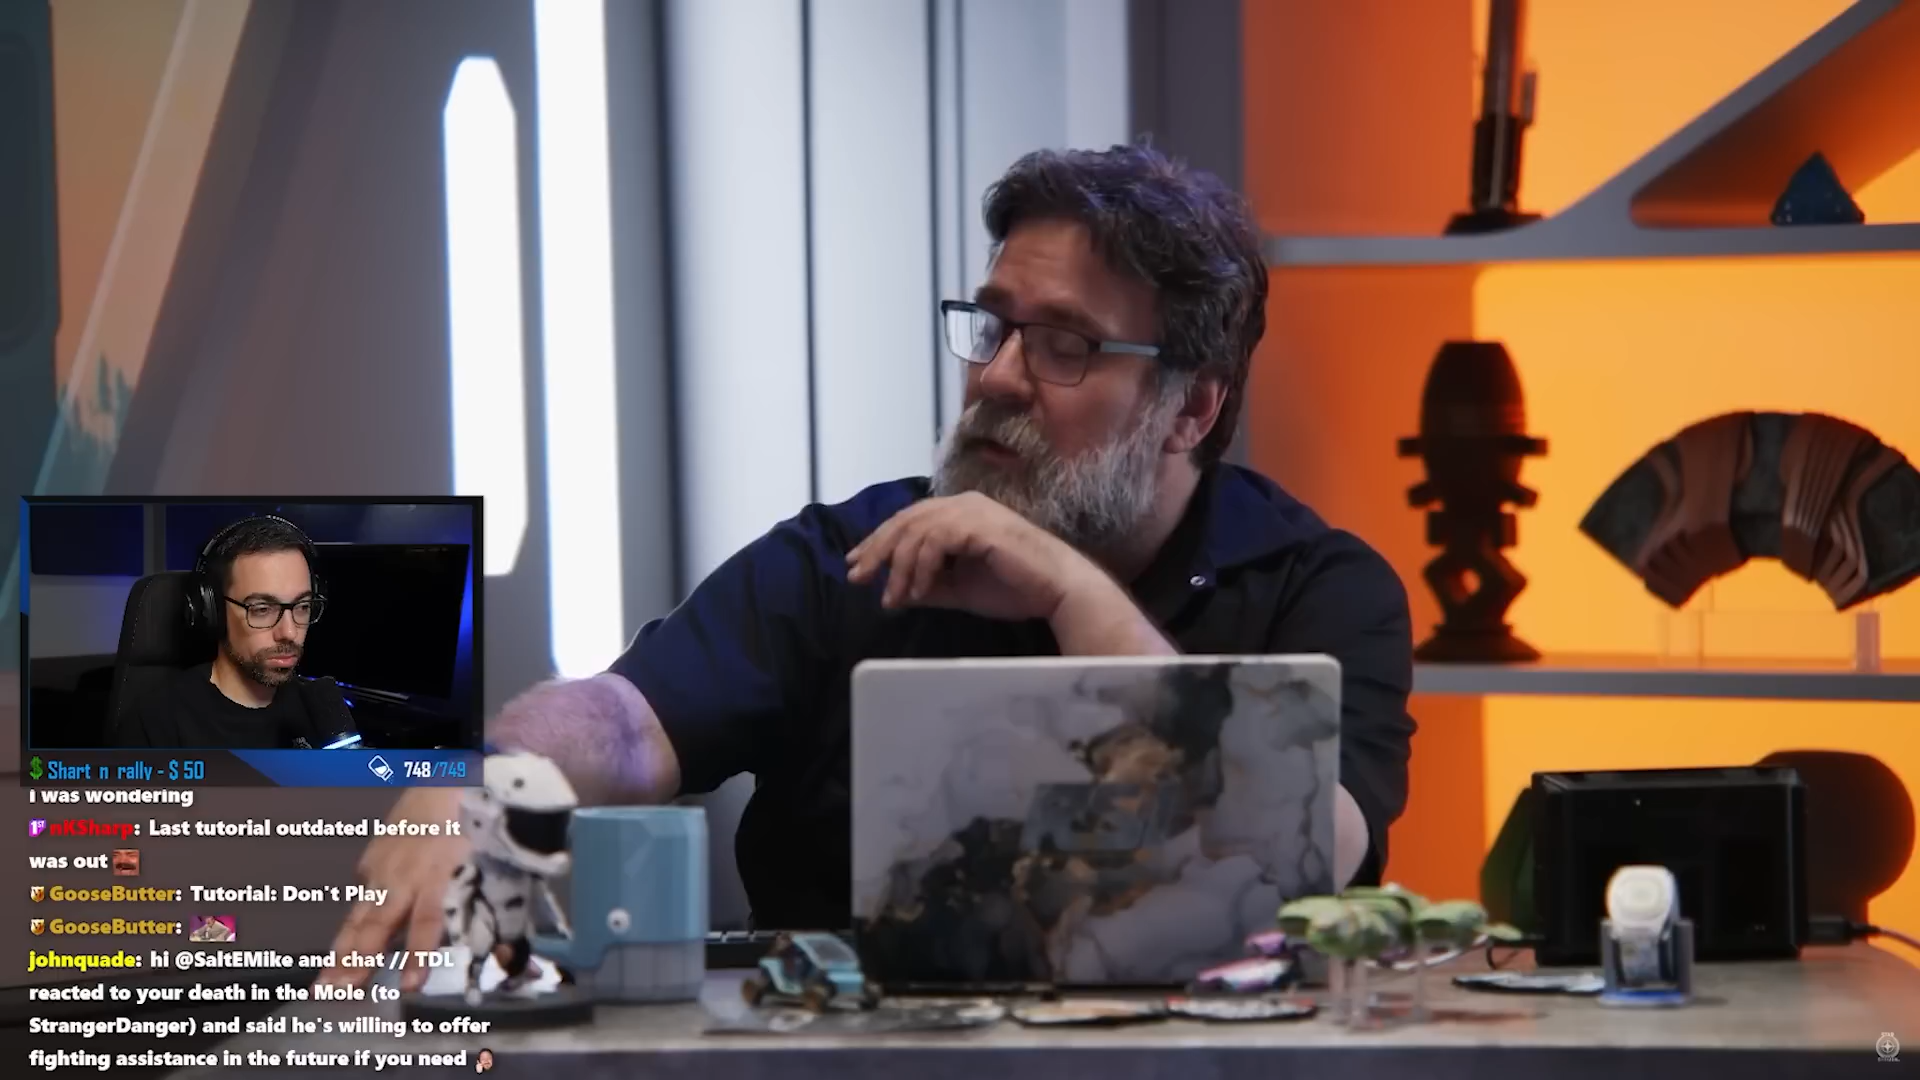 Shart n rally - $ 50
748/749
i was wondering
nKSharp: Last tutorial outdated before it
was out
GooseButter: Tutorial: Don't Play
GooseButter:
johnquade: hi @SaltEMike and chat // TDL
reacted to your death in the Mole (to
StrangerDanger) and said he's willing to offer
fighting assistance in the future if you need